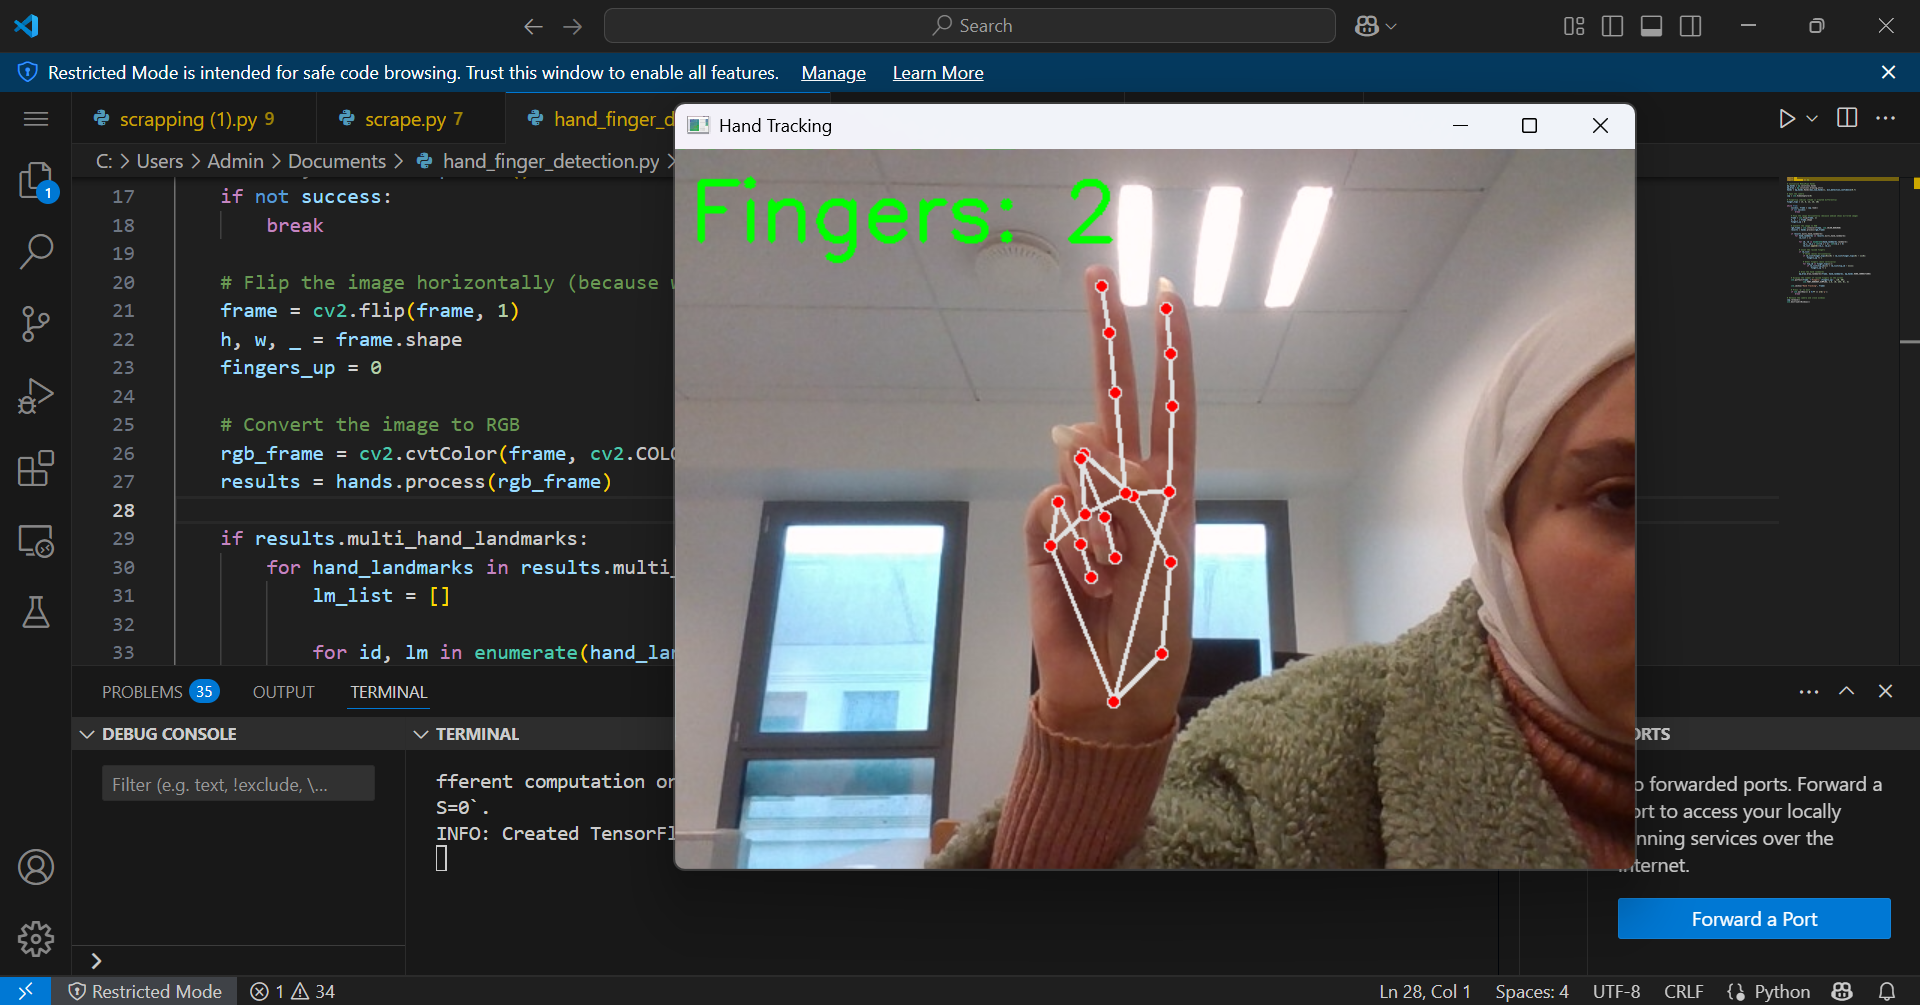 Search
Restricted Mode is intended for safe code browsing. Trust this window to enable all features. Manage Learn More
scrapping (1).py 9
scrape.py 7
hand_finger_d
C: > Users > Admin > Documents > hand_finger_detection.py >
Hand Tracking
Fingers: 2
17 if not success:
18 break
19
20 # Flip the image horizontally (because
21 frame = cv2.flip(frame, 1)
22 h, w, _ = frame.shape
23 fingers_up = 0
24
25 # Convert the image to RGB
26 rgb_frame = cv2.cvtColor(frame, cv2.COL
27 results = hands.process(rgb_frame)
28
29 if results.multi_hand_landmarks:
30 for hand_landmarks in results.multi_
31 lm_list = []
32
33 for id, lm in enumerate(hand_la
1
PROBLEMS 35 OUTPUT TERMINAL
DEBUG CONSOLE
Filter (e.g. text, !exclude, \...
TERMINAL
fferent computation or
S=0`.
INFO: Created TensorFl
ORTS
o forwarded ports. Forward a
ort to access your locally
nning services over the
nternet.
Forward a Port
Restricted Mode 1 34
Ln 28, Col 1 Spaces: 4 UTF-8 CRLF {} Python